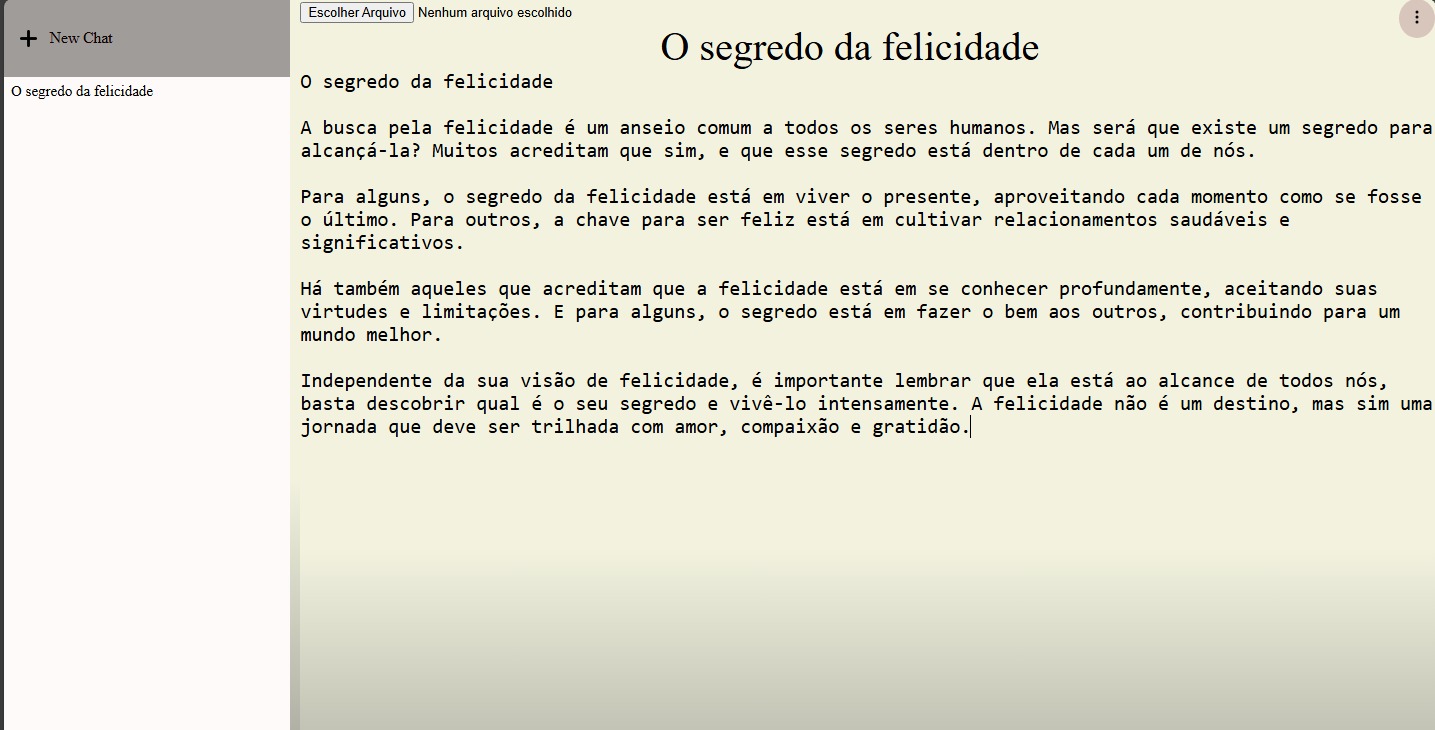 New Chat
O segredo da felicidade
Escolher Arquivo Nenhum arquivo escolhido
O segredo da felicidade
O segredo da felicidade
A busca pela felicidade é um anseio comum a todos os seres humanos. Mas será que existe um segredo para
alcançá-la? Muitos acreditam que sim, e que esse segredo está dentro de cada um de nós.
Para alguns, o segredo da felicidade está em viver o presente, aproveitando cada momento como se fosse
o último. Para outros, a chave para ser feliz está em cultivar relacionamentos saudáveis e
significativos.
Há também aqueles que acreditam que a felicidade está em se conhecer profundamente, aceitando suas
virtudes e limitações. E para alguns, o segredo está em fazer o bem aos outros, contribuindo para um
mundo melhor.
Independente da sua visão de felicidade, é importante lembrar que ela está ao alcance de todos nós,
basta descobrir qual é o seu segredo e vivê-lo intensamente. A felicidade não é um destino, mas sim uma
jornada que deve ser trilhada com amor, compaixão e gratidão.